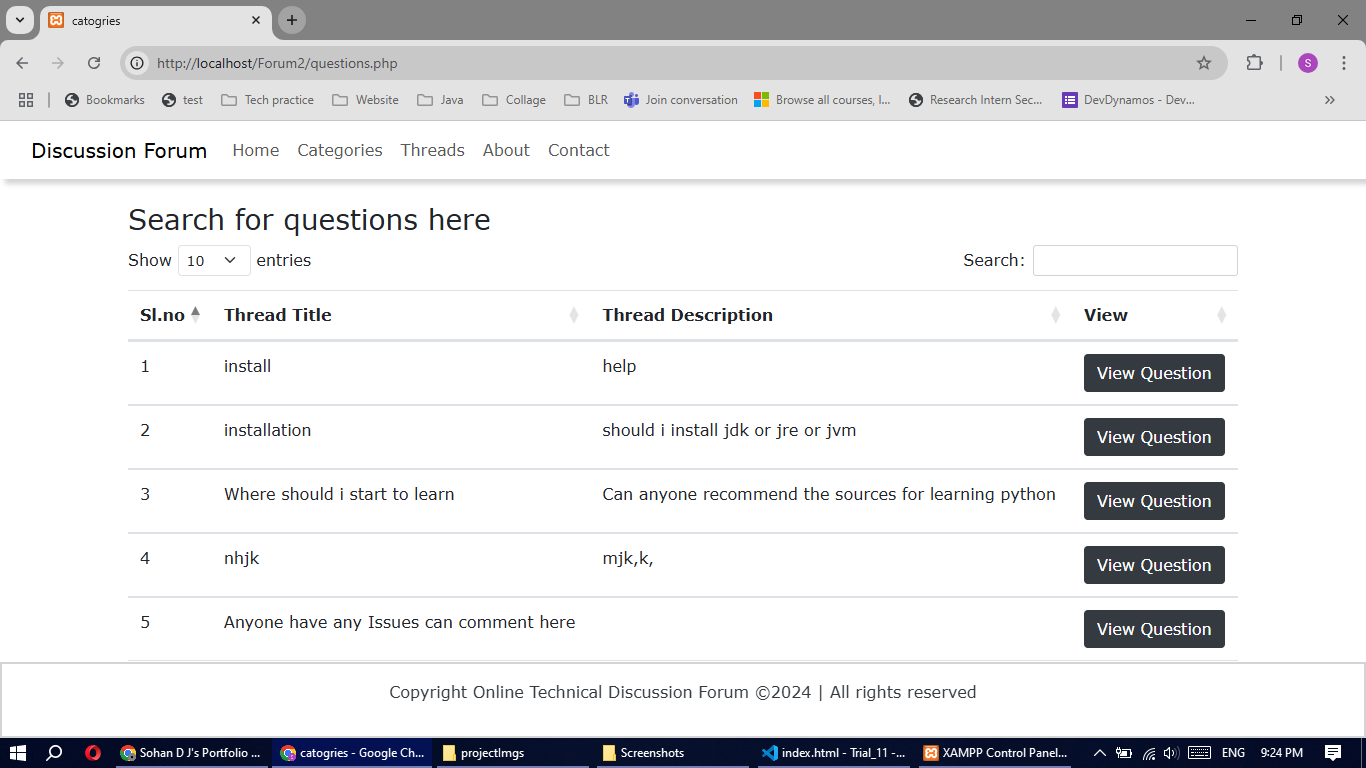 catogries
http://localhost/Forum2/questions.php
S
Bookmarks test Tech practice Website Java Collage BLR Join conversation Browse all courses, I... Research Intern Sec... DevDynamos - Dev...
Discussion Forum Home Categories Threads About Contact
Search for questions here
Show 10 entries Search:
Sl.no Thread Title Thread Description View
1 install help View Question
2 installation should i install jdk or jre or jvm View Question
3 Where should i start to learn Can anyone recommend the sources for learning python View Question
4 nhjk mjk,k, View Question
5 Anyone have any Issues can comment here View Question
Copyright Online Technical Discussion Forum ©2024 | All rights reserved
Sohan D J's Portfolio ... catogries - Google Ch... projectImgs Screenshots index.html - Trial_11 -... XAMPP Control Panel... ENG 9:24 PM